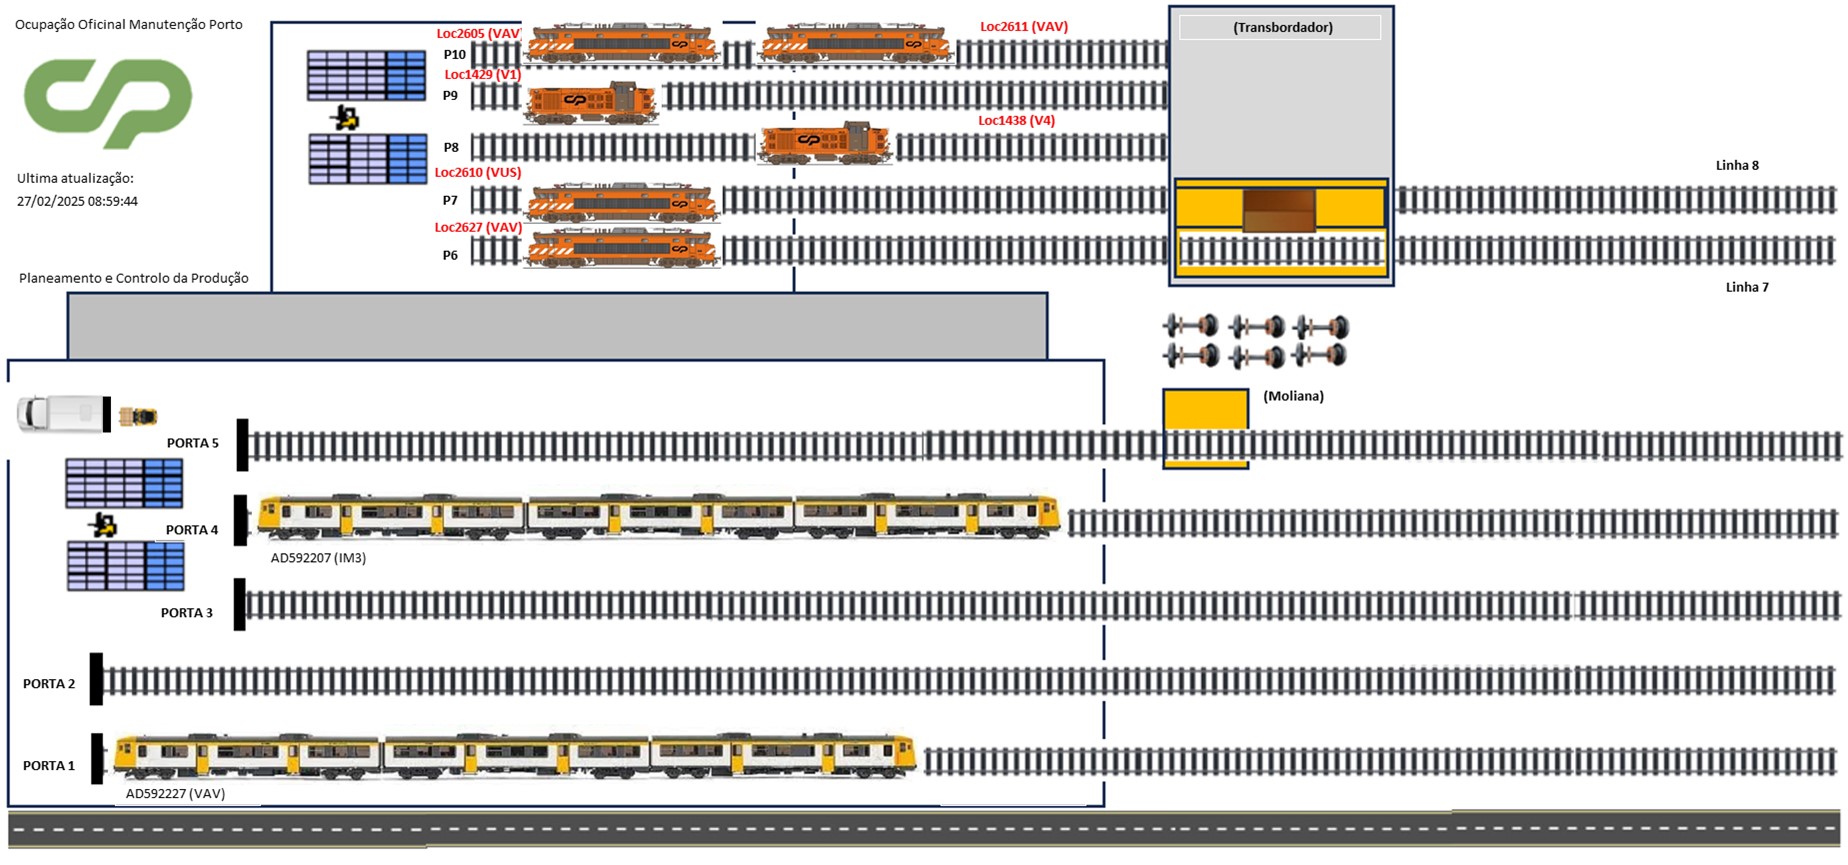 Ocupação Oficinal Manutenção Porto
CP
Ultima atualização:
27/02/2025 08:59:44
Planeamento e Controlo da Produção
Loc2605 (VAV)
Loc2611 (VAV)
P10
Loc1429 (V1)
P9
Loc1438 (V4)
P8
Loc2610 (VUS)
P7
Loc2627 (VAV)
P6
(Transbordador)
Linha 8
Linha 7
(Moliana)
PORTA 5
PORTA 4
AD592207 (IM3)
PORTA 3
PORTA 2
PORTA 1
AD592227 (VAV)